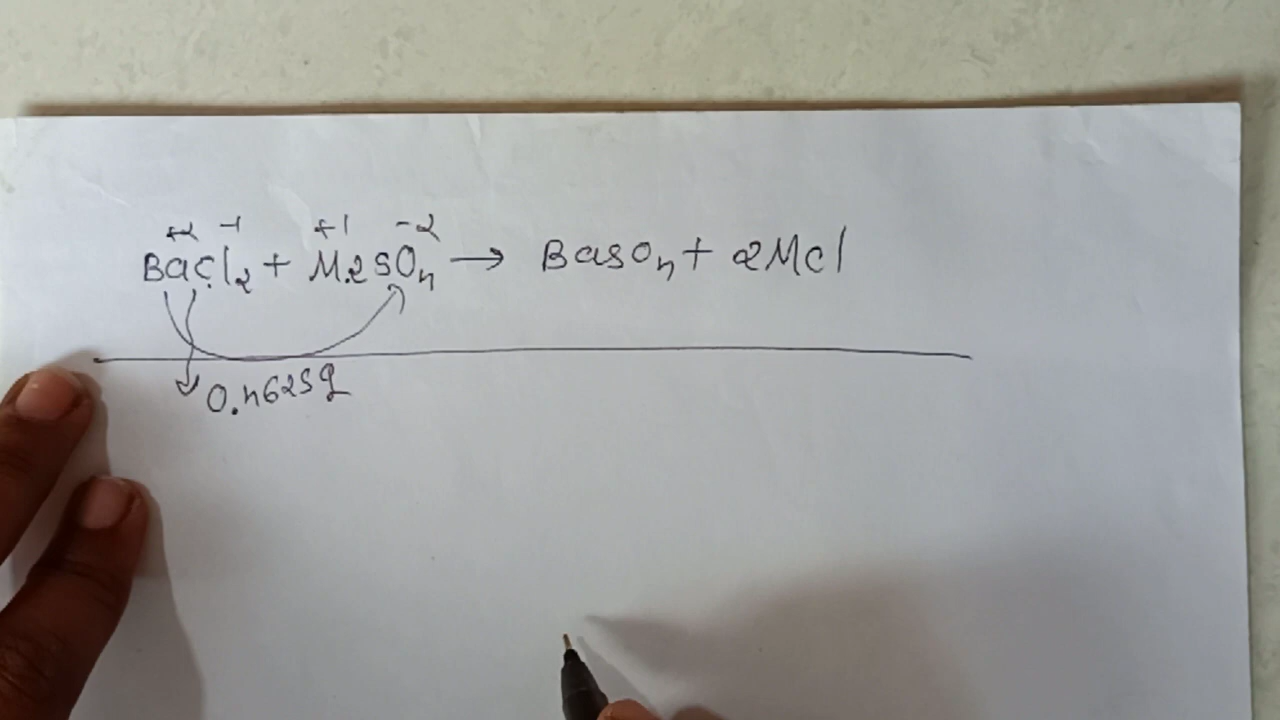 +2 -1 +1 -2
BaCl2 + M2SO4 → BaSO4 + 2MCl
0.4625g